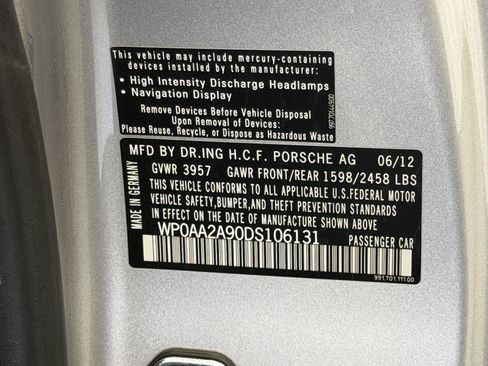 This vehicle may include mercury-containing
devices installed by the manufacturer:
• High Intensity Discharge Headlamps
• Navigation Display
Remove Devices Before Vehicle Disposal
Upon Removal of Devices:
Please Reuse, Recycle, or Dispose as Hazardous Waste
MFD BY DR.ING H.C.F. PORSCHE AG 06/12
GVWR 3957 GAWR FRONT/REAR 1598/2458 LBS
THIS VEHICLE CONFORMS TO ALL APPLICABLE U.S.FEDERAL MOTOR
VEHICLE SAFETY,BUMPER,AND THEFT PREVENTION STANDARDS
IN EFFECT ON THE DATE OF MANUFACTURE SHOWN ABOVE.
WP0AA2A90DS106131 PASSENGER CAR
991.701.111.00
MADE IN GERMANY